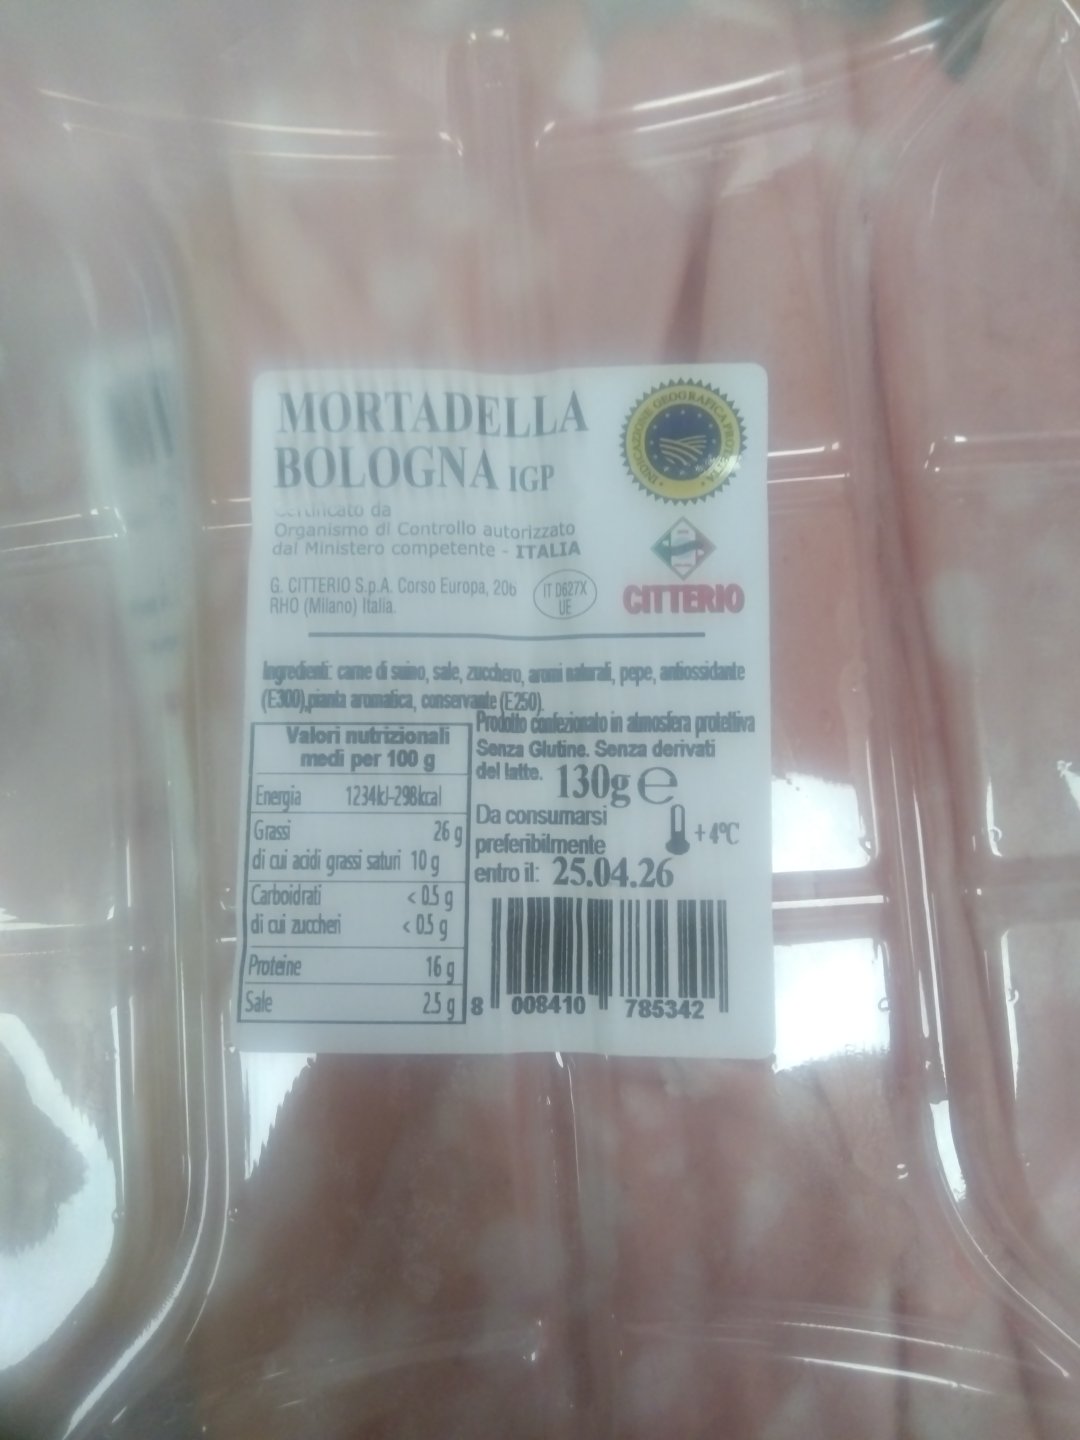 MORTADELLA
BOLOGNA IGP
INDICAZIONE GEOGRAFICA PROTETTA
Certificato da
Organismo di Controllo autorizzato
dal Ministero competente - ITALIA
G. CITTERIO S.p.A. Corso Europa, 206
RHO (Milano) Italia.
IT D627X
UE
CITTERIO
Ingredienti: carne di suino, sale, zucchero, aromi naturali, pepe, antiossidante
(E300),pianta aromatica, conservante (E250).
Prodotto confezionato in atmosfera protettiva
Senza Glutine. Senza derivati
del latte. 130g e
Da consumarsi
preferibilmente
entro il: 25.04.26
+4°C
Valori nutrizionali
medi per 100 g
Energia 1234kJ-298kcal
Grassi 26 g
di cui acidi grassi saturi 10 g
Carboidrati < 0.5 g
di cui zuccheri < 0.5 g
Proteine 16 g
Sale 2.5 g
8 008410 785342